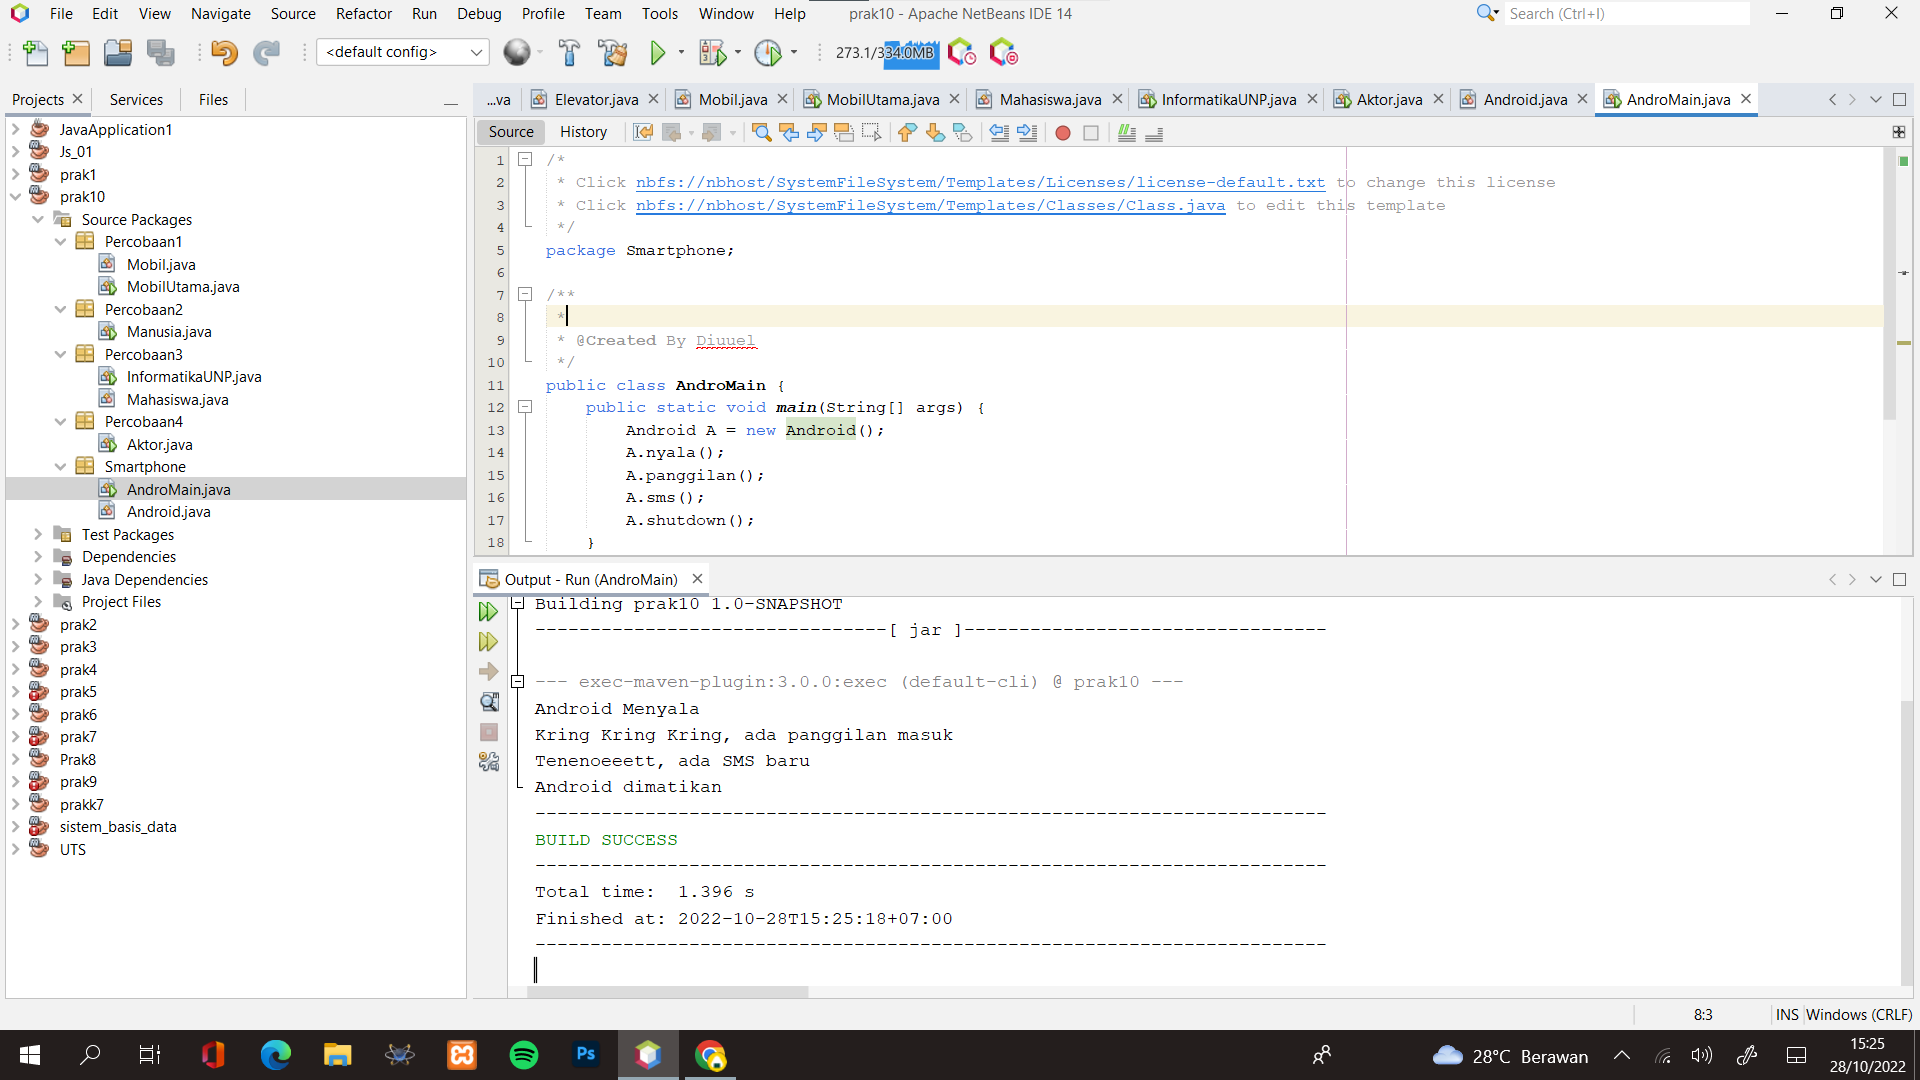 File Edit View Navigate Source Refactor Run Debug Profile Team Tools Window Help prak10 - Apache NetBeans IDE 14 Search (Ctrl+I)
<default config> 273.1/334.0MB
Projects Services Files
...va Elevator.java Mobil.java MobilUtama.java Mahasiswa.java InformatikaUNP.java Aktor.java Android.java AndroMain.java
Source History
JavaApplication1
Js_01
prak1
prak10
Source Packages
Percobaan1
Mobil.java
MobilUtama.java
Percobaan2
Manusia.java
Percobaan3
InformatikaUNP.java
Mahasiswa.java
Percobaan4
Aktor.java
Smartphone
AndroMain.java
Android.java
Test Packages
Dependencies
Java Dependencies
Project Files
prak2
prak3
prak4
prak5
prak6
prak7
Prak8
prak9
prakk7
sistem_basis_data
UTS
1 /*
2 * Click nbfs://nbhost/SystemFileSystem/Templates/Licenses/license-default.txt to change this license
3 * Click nbfs://nbhost/SystemFileSystem/Templates/Classes/Class.java to edit this template
4 */
5 package Smartphone;
6
7 /**
8 *
9 * @Created By Diuuel
10 */
11 public class AndroMain {
12 public static void main(String[] args) {
13 Android A = new Android();
14 A.nyala();
15 A.panggilan();
16 A.sms();
17 A.shutdown();
18 }
Output - Run (AndroMain)
Building prak10 1.0-SNAPSHOT
--------------------------------[ jar ]---------------------------------
--- exec-maven-plugin:3.0.0:exec (default-cli) @ prak10 ---
Android Menyala
Kring Kring Kring, ada panggilan masuk
Tenenoeeett, ada SMS baru
Android dimatikan
------------------------------------------------------------------------
BUILD SUCCESS
------------------------------------------------------------------------
Total time: 1.396 s
Finished at: 2022-10-28T15:25:18+07:00
------------------------------------------------------------------------
8:3 INS Windows (CRLF)
Ps
28°C Berawan
15:25
28/10/2022